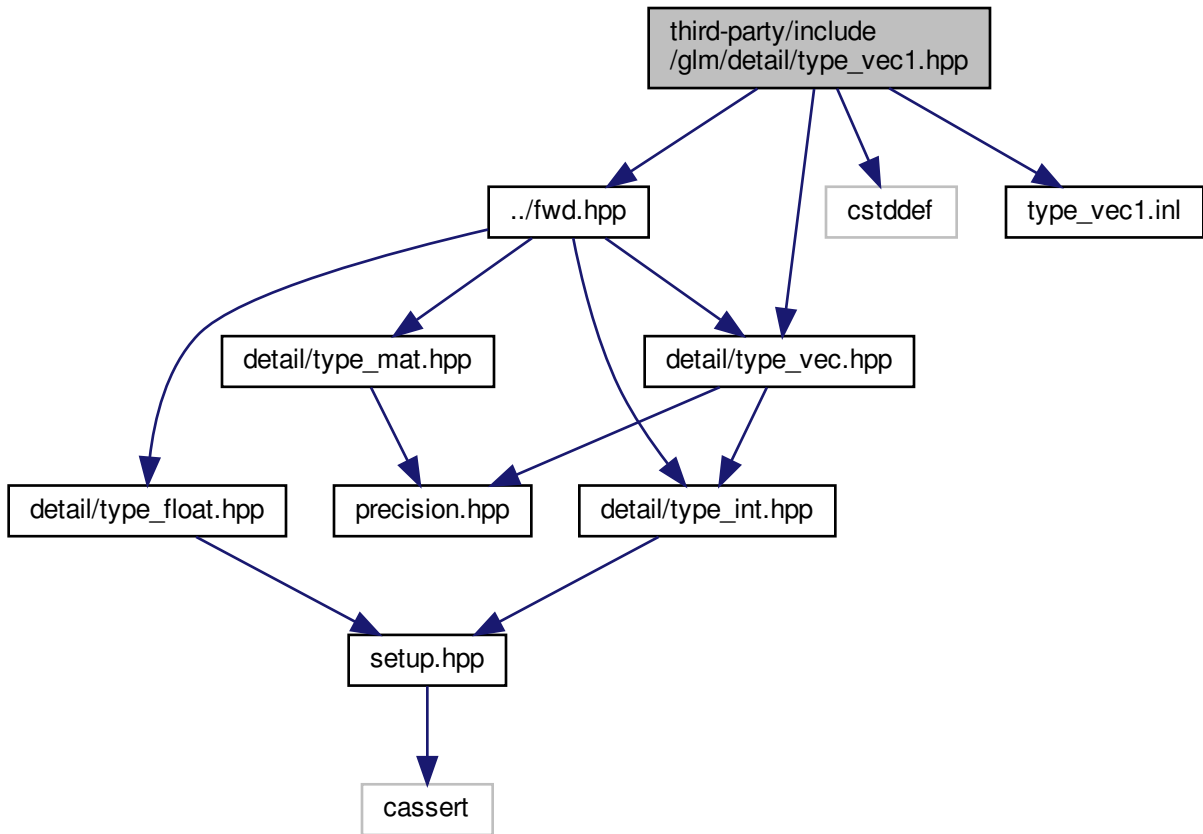 third-party/include
/glm/detail/type_vec1.hpp
../fwd.hpp
cstddef
type_vec1.inl
detail/type_mat.hpp
detail/type_vec.hpp
detail/type_float.hpp
precision.hpp
detail/type_int.hpp
setup.hpp
cassert